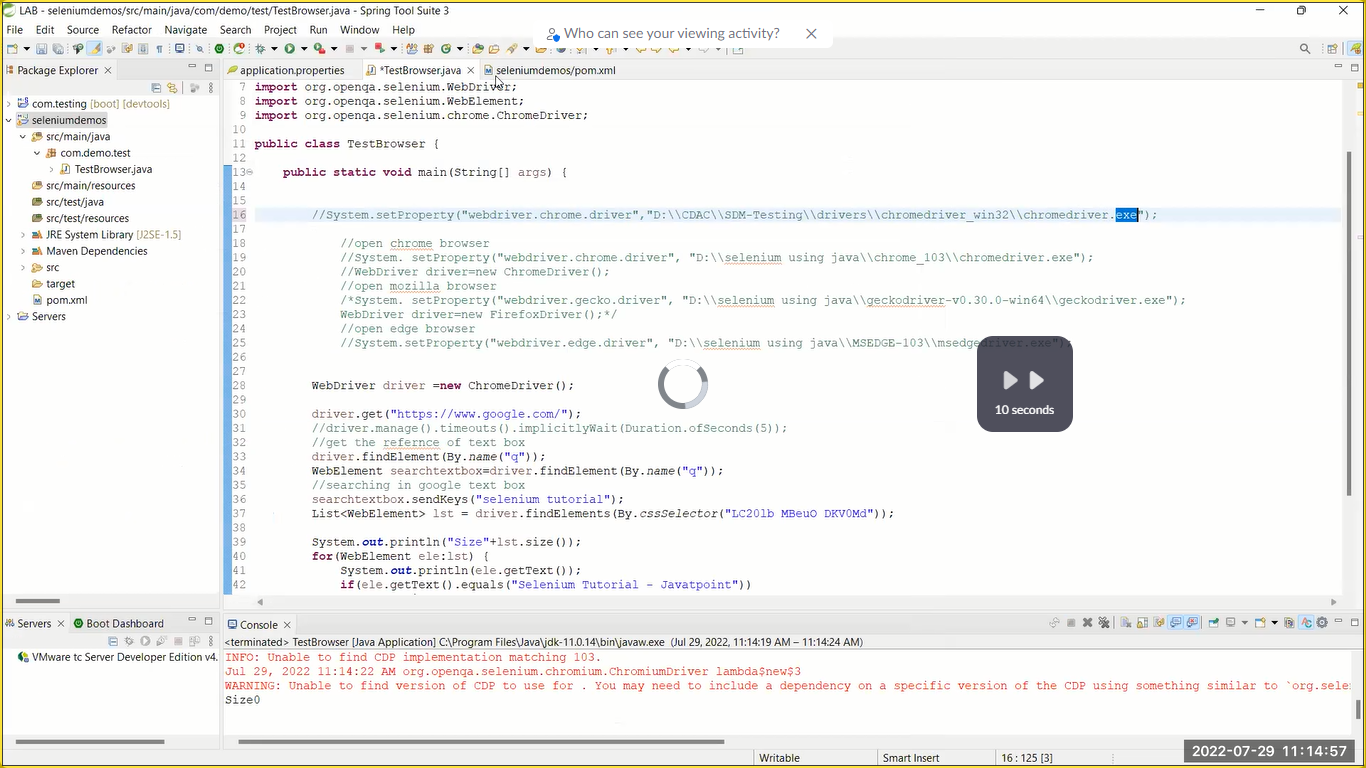 LAB - seleniumdemos/src/main/java/com/demo/test/TestBrowser.java - Spring Tool Suite 3
File Edit Source Refactor Navigate Search Project Run Window Help
Who can see your viewing activity?
Package Explorer
application.properties
*TestBrowser.java
seleniumdemos/pom.xml
com.testing [boot] [devtools]
seleniumdemos
src/main/java
com.demo.test
TestBrowser.java
src/main/resources
src/test/java
src/test/resources
JRE System Library [J2SE-1.5]
Maven Dependencies
src
target
pom.xml
Servers
7 import org.openqa.selenium.WebDriver;
8 import org.openqa.selenium.WebElement;
9 import org.openqa.selenium.chrome.ChromeDriver;
10
11 public class TestBrowser {
12
13 public static void main(String[] args) {
14
15
16 //System.setProperty("webdriver.chrome.driver","D:\\CDAC\\SDM-Testing\\drivers\\chromedriver_win32\\chromedriver.exe");
17
18 //open chrome browser
19 //System. setProperty("webdriver.chrome.driver", "D:\\selenium using java\\chrome_103\\chromedriver.exe");
20 //WebDriver driver=new ChromeDriver();
21 //open mozilla browser
22 /*System. setProperty("webdriver.gecko.driver", "D:\\selenium using java\\geckodriver-v0.30.0-win64\\geckodriver.exe");
23 WebDriver driver=new FirefoxDriver();*/
24 //open edge browser
25 //System.setProperty("webdriver.edge.driver", "D:\\selenium using java\\MSEDGE-103\\msedgedriver.exe");
26
27
28 WebDriver driver =new ChromeDriver();
29
30 driver.get("https://www.google.com/");
31 //driver.manage().timeouts().implicitlyWait(Duration.ofSeconds(5));
32 //get the refernce of text box
33 driver.findElement(By.name("q"));
34 WebElement searchtextbox=driver.findElement(By.name("q"));
35 //searching in google text box
36 searchtextbox.sendKeys("selenium tutorial");
37 List<WebElement> lst = driver.findElements(By.cssSelector("LC20lb MBeuO DKV0Md"));
38
39 System.out.println("Size"+lst.size());
40 for(WebElement ele:lst) {
41 System.out.println(ele.getText());
42 if(ele.getText().equals("Selenium Tutorial - Javatpoint"))
10 seconds
Servers
Boot Dashboard
VMware tc Server Developer Edition v4.
Console
<terminated> TestBrowser [Java Application] C:\Program Files\Java\jdk-11.0.14\bin\javaw.exe (Jul 29, 2022, 11:14:19 AM – 11:14:24 AM)
INFO: Unable to find CDP implementation matching 103.
Jul 29, 2022 11:14:22 AM org.openqa.selenium.chromium.ChromiumDriver lambda$new$3
WARNING: Unable to find version of CDP to use for . You may need to include a dependency on a specific version of the CDP using something similar to `org.sele
Size0
Writable
Smart Insert
16 : 125 [3]
2022-07-29 11:14:57